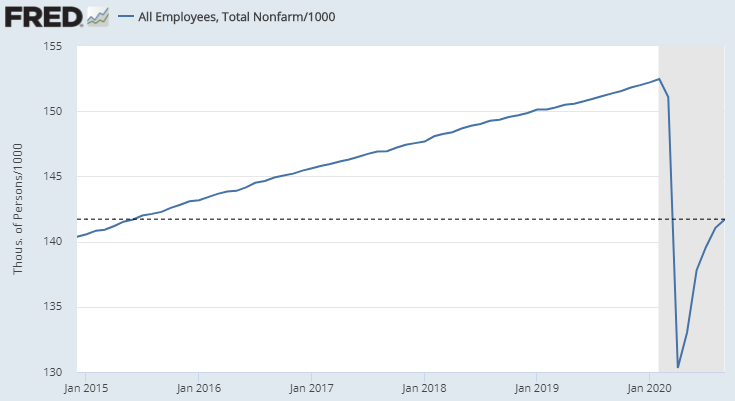 FRED
All Employees, Total Nonfarm/1000
155
150
145
140
135
130
Thous. of Persons/1000
Jan 2015 Jan 2016 Jan 2017 Jan 2018 Jan 2019 Jan 2020